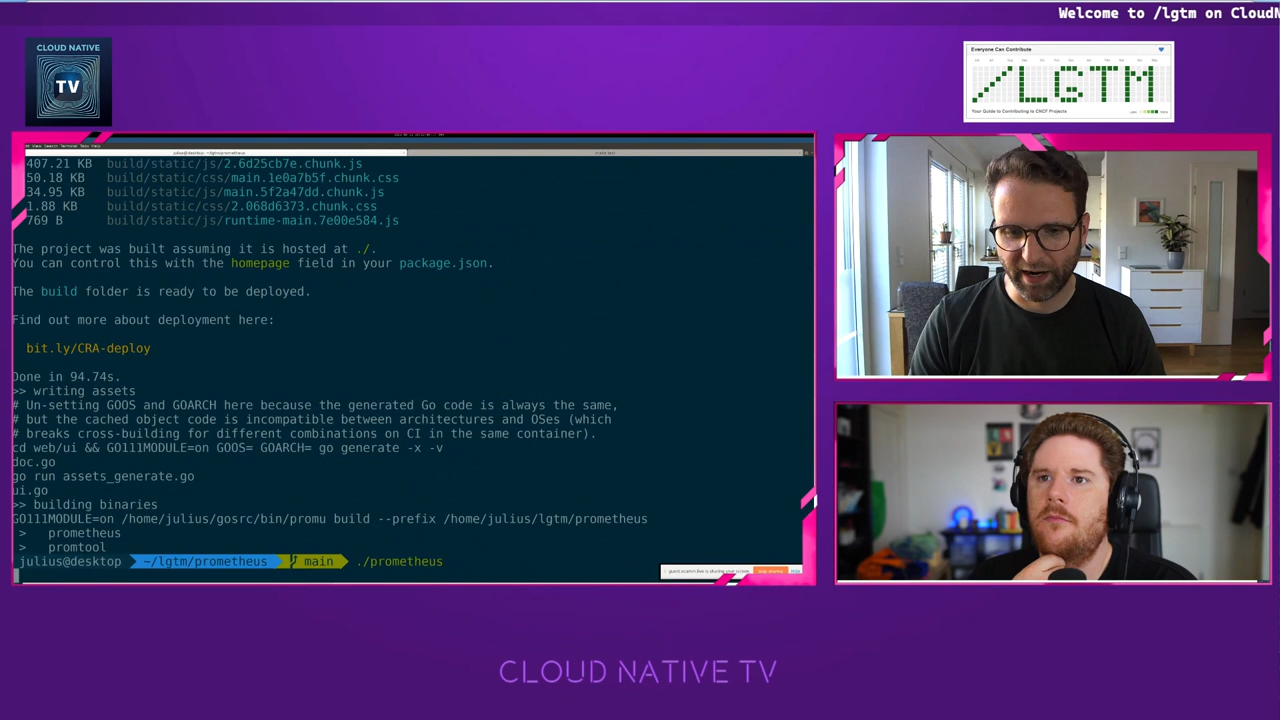 Welcome to /lgtm on CloudN
CLOUD NATIVE
TV
Everyone Can Contribute
/LGTM
Your Guide to Contributing to CNCF Projects
407.21 KB build/static/js/2.6d25cb7e.chunk.js
50.18 KB build/static/css/main.1e0a7b5f.chunk.css
34.95 KB build/static/js/main.5f2a47dd.chunk.js
1.88 KB build/static/css/2.068d6373.chunk.css
769 B build/static/js/runtime-main.7e00e584.js
The project was built assuming it is hosted at ./.
You can control this with the homepage field in your package.json.
The build folder is ready to be deployed.
Find out more about deployment here:
bit.ly/CRA-deploy
Done in 94.74s.
>> writing assets
# Un-setting GOOS and GOARCH here because the generated Go code is always the same,
# but the cached object code is incompatible between architectures and OSes (which
# breaks cross-building for different combinations on CI in the same container).
cd web/ui && GO111MODULE=on GOOS= GOARCH= go generate -x -v
doc.go
go run assets_generate.go
ui.go
>> building binaries
GO111MODULE=on /home/julius/gosrc/bin/promu build --prefix /home/julius/lgtm/prometheus
> prometheus
> promtool
julius@desktop ~/lgtm/prometheus main ./prometheus
CLOUD NATIVE TV